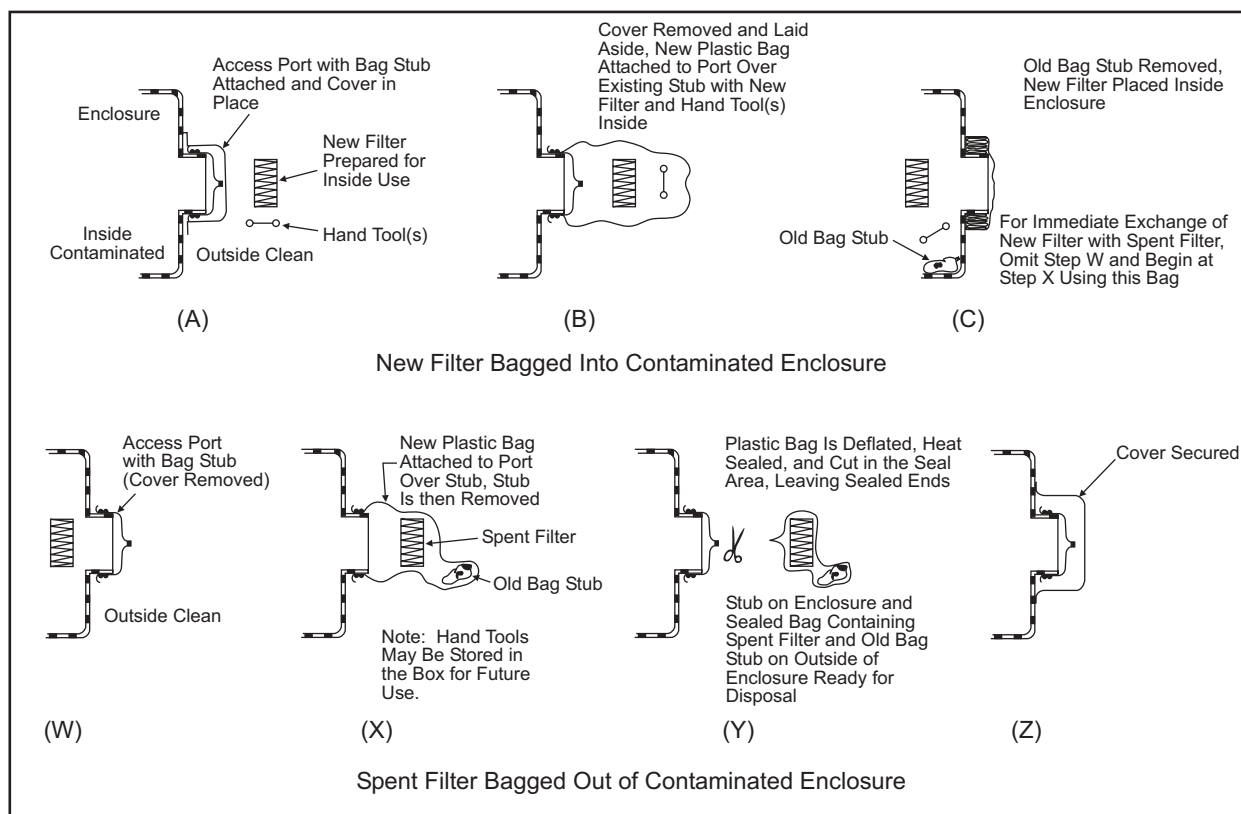 Access Port with Bag Stub
Attached and Cover in
Place
Enclosure
New Filter
Prepared for
Inside Use
Inside
Contaminated
Outside Clean
Hand Tool(s)
(A)
Cover Removed and Laid
Aside, New Plastic Bag
Attached to Port Over
Existing Stub with New
Filter and Hand Tool(s)
Inside
(B)
Old Bag Stub Removed,
New Filter Placed Inside
Enclosure
Old Bag Stub
For Immediate Exchange of
New Filter with Spent Filter,
Omit Step W and Begin at
Step X Using this Bag
(C)
New Filter Bagged Into Contaminated Enclosure
Access Port
with Bag Stub
(Cover Removed)
Outside Clean
(W)
New Plastic Bag
Attached to Port
Over Stub, Stub
Is then Removed
Spent Filter
Old Bag Stub
Note: Hand Tools
May Be Stored in
the Box for Future
Use.
(X)
Plastic Bag Is Deflated, Heat
Sealed, and Cut in the Seal
Area, Leaving Sealed Ends
Stub on Enclosure and
Sealed Bag Containing
Spent Filter and Old Bag
Stub on Outside of
Enclosure Ready for
Disposal
(Y)
Cover Secured
(Z)
Spent Filter Bagged Out of Contaminated Enclosure